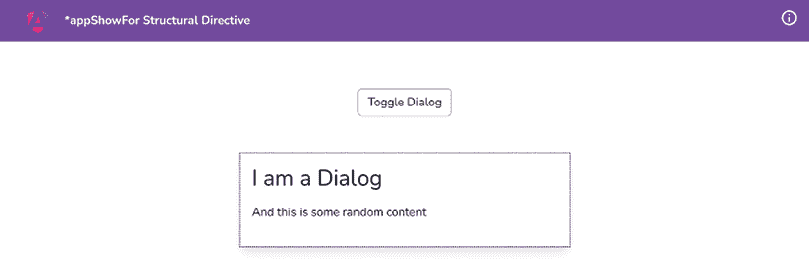 *appShowFor Structural Directive
Toggle Dialog
I am a Dialog
And this is some random content